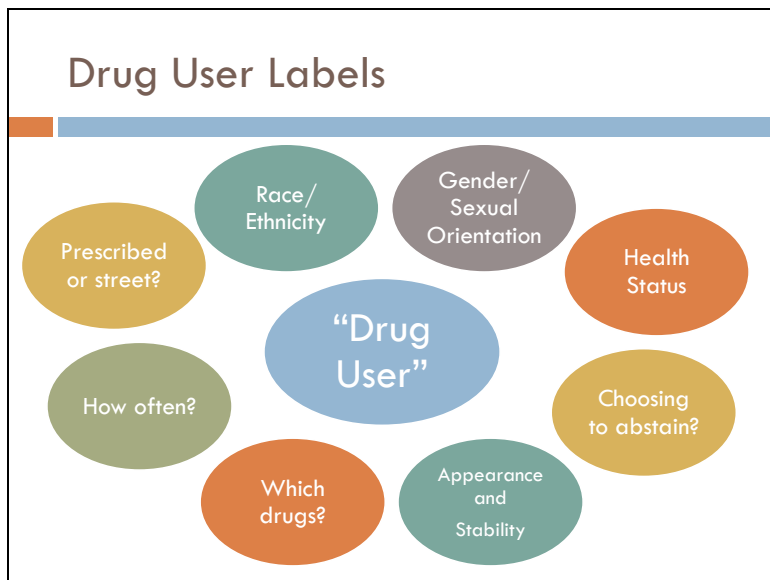 Drug User Labels
Race/
Ethnicity
Gender/
Sexual
Orientation
Prescribed
or street?
Health
Status
“Drug
User”
How often?
Choosing
to abstain?
Which
drugs?
Appearance
and
Stability